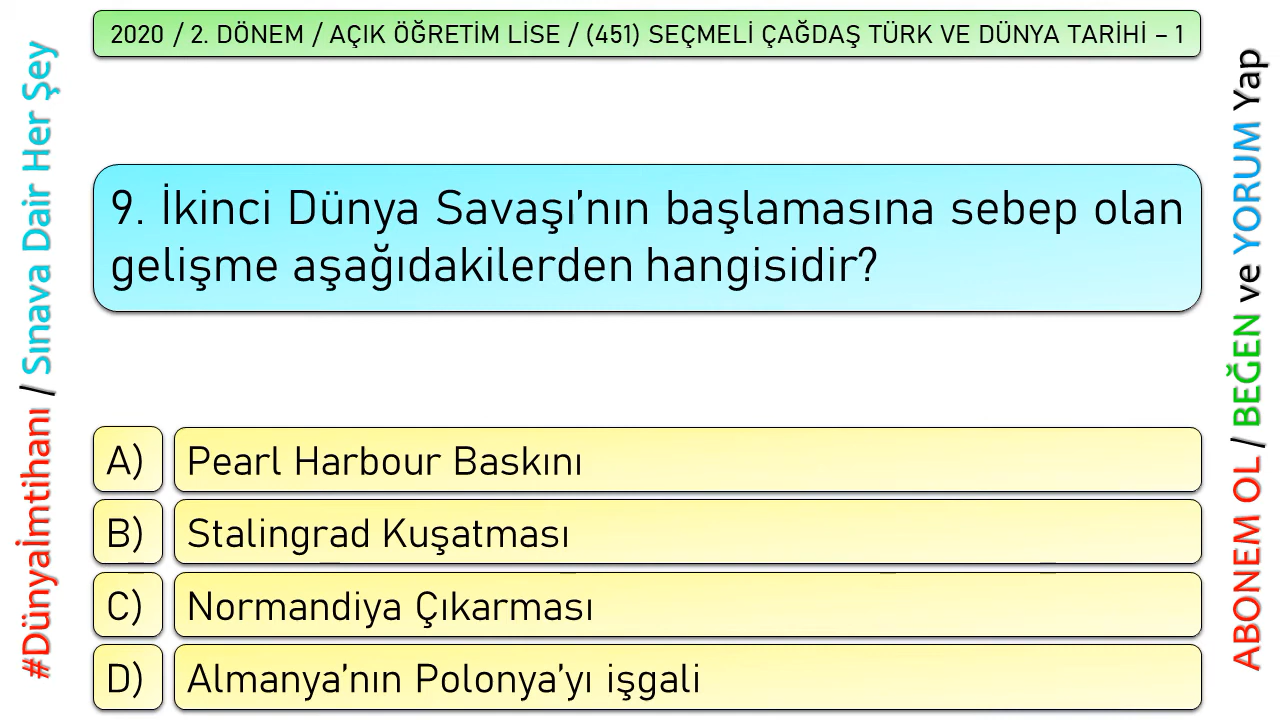 2020 / 2. DÖNEM / AÇIK ÖĞRETİM LİSE / (451) SEÇMELİ ÇAĞDAŞ TÜRK VE DÜNYA TARİHİ – 1
#Dünyaİmtihanı / Sınava Dair Her Şey
9. İkinci Dünya Savaşı’nın başlamasına sebep olan
gelişme aşağıdakilerden hangisidir?
A) Pearl Harbour Baskını
B) Stalingrad Kuşatması
C) Normandiya Çıkarması
D) Almanya’nın Polonya’yı işgali
ABONEM OL / BEĞEN ve YORUM Yap